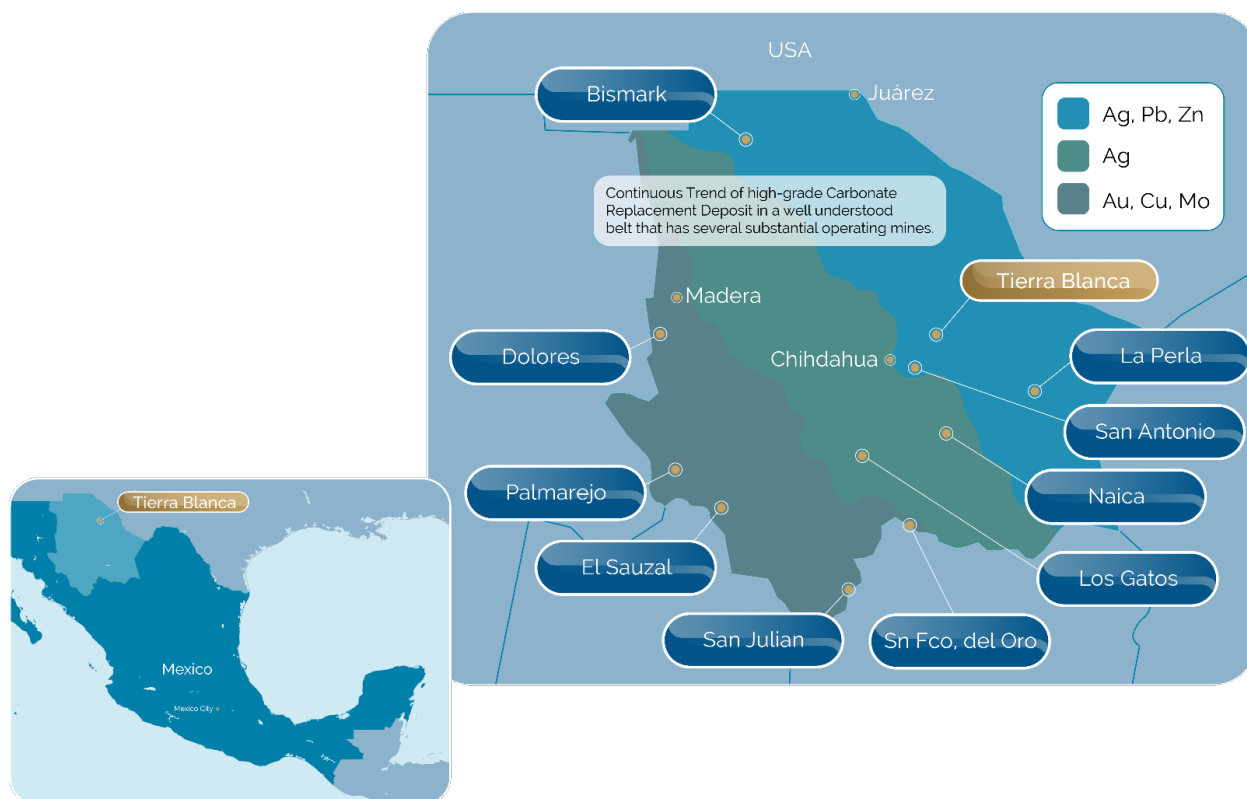 USA
Bismark
Juárez
Ag, Pb, Zn
Ag
Au, Cu, Mo
Continuous Trend of high-grade Carbonate
Replacement Deposit in a well understood
belt that has several substantial operating mines.
Tierra Blanca
Madera
Dolores
Chihdahua
La Perla
San Antonio
Palmarejo
Naica
El Sauzal
Los Gatos
San Julian
Sn Fco, del Oro
Tierra Blanca
Mexico
Mexico City